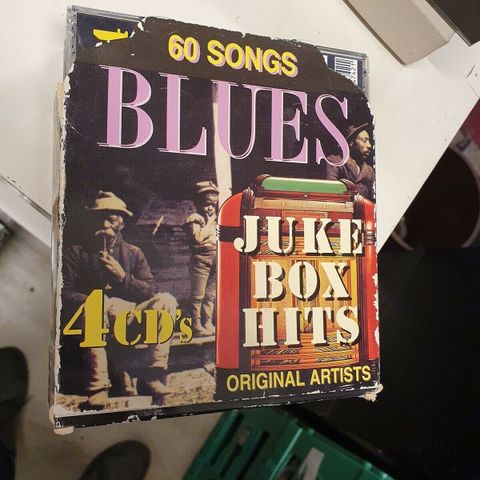 60 SONGS
BLUES
JUKE
BOX
HITS
4 CD's
ORIGINAL ARTISTS